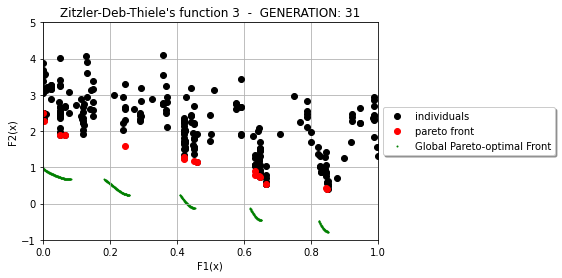 Zitzler-Deb-Thiele's function 3 - GENERATION: 31
5
4
3
2
1
0
−1
F2(x)
0.0 0.2 0.4 0.6 0.8 1.0
F1(x)
individuals
pareto front
Global Pareto-optimal Front